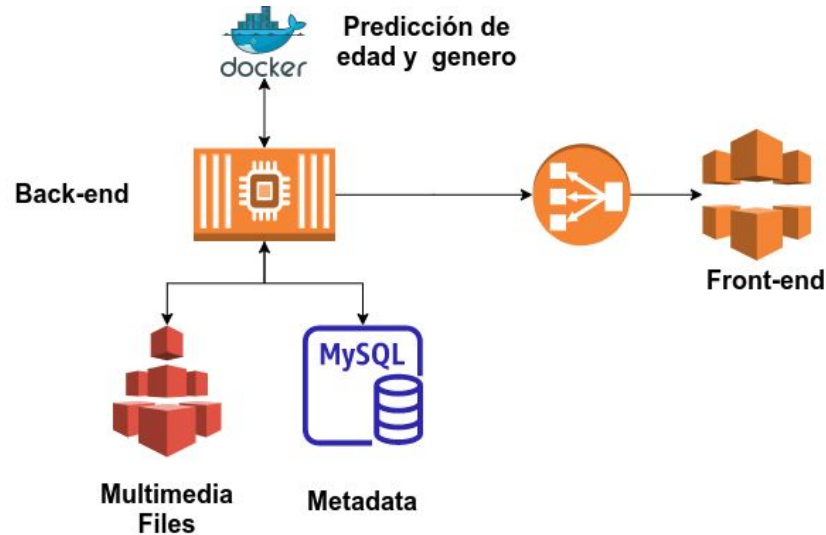 docker
Predicción de
edad y genero
Back-end
Front-end
MySQL
Multimedia
Files
Metadata